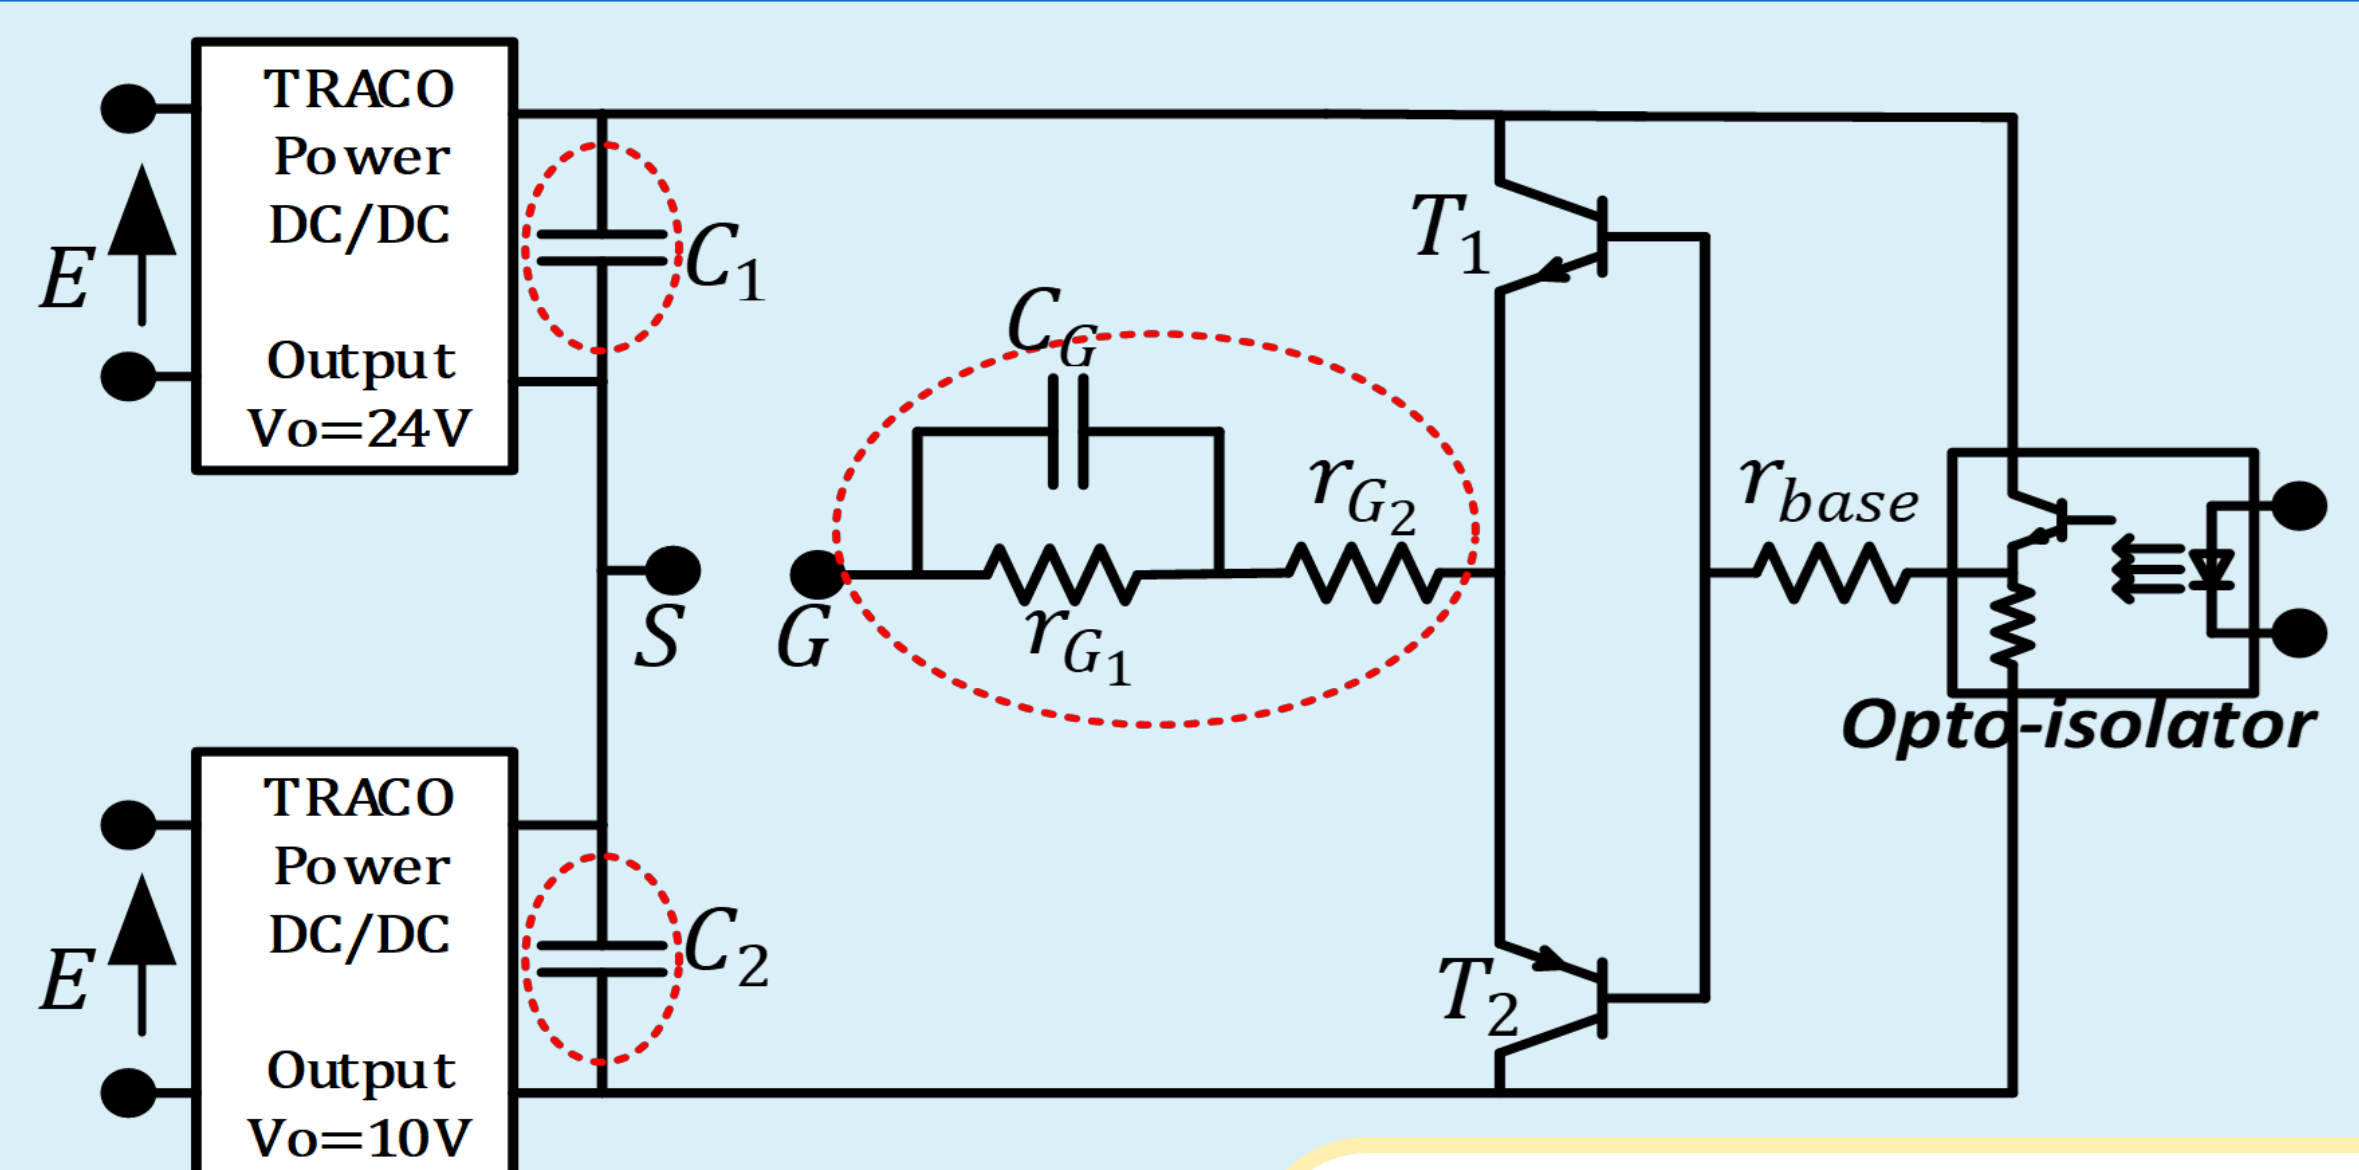 TRACO
Power
DC/DC
Output
Vo=24V
E
C1
T1
CG
rG2
rbase
S
G
rG1
Opto-isolator
TRACO
Power
DC/DC
Output
Vo=10V
E
C2
T2